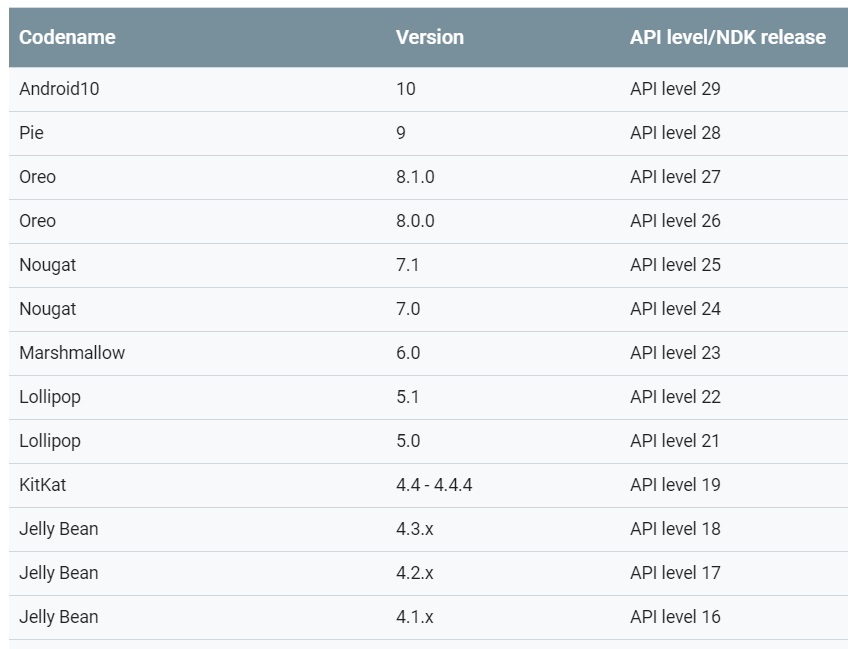 Codename Version API level/NDK release
Android10 10 API level 29
Pie 9 API level 28
Oreo 8.1.0 API level 27
Oreo 8.0.0 API level 26
Nougat 7.1 API level 25
Nougat 7.0 API level 24
Marshmallow 6.0 API level 23
Lollipop 5.1 API level 22
Lollipop 5.0 API level 21
KitKat 4.4 - 4.4.4 API level 19
Jelly Bean 4.3.x API level 18
Jelly Bean 4.2.x API level 17
Jelly Bean 4.1.x API level 16